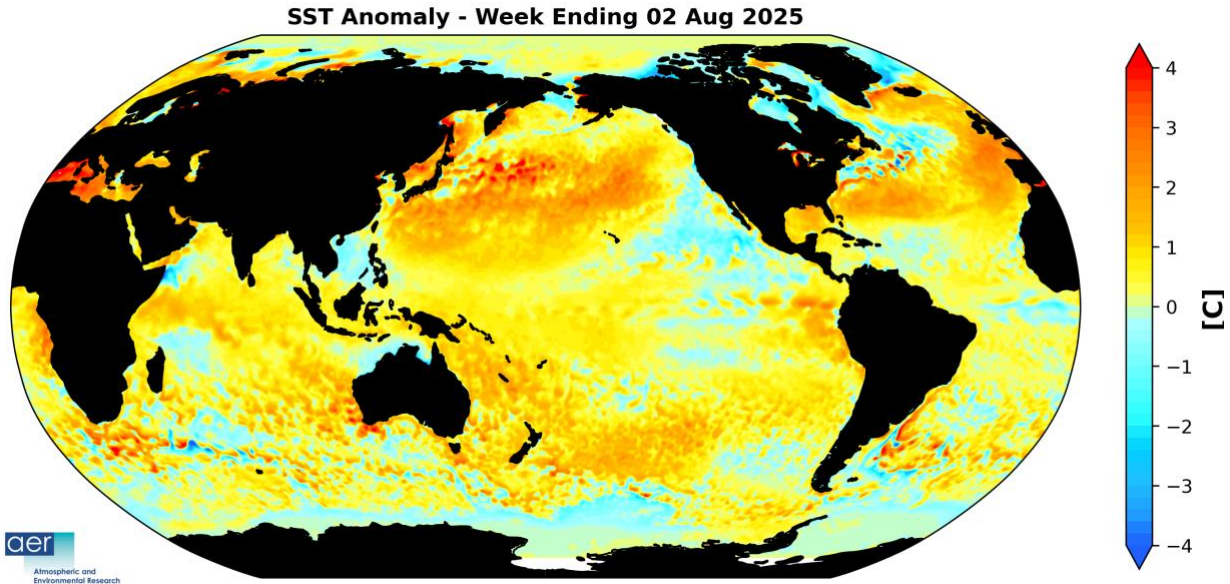 SST Anomaly - Week Ending 02 Aug 2025
4
3
2
1
0
−1
−2
−3
−4
[C]
aer
Atmospheric and
Environmental Research